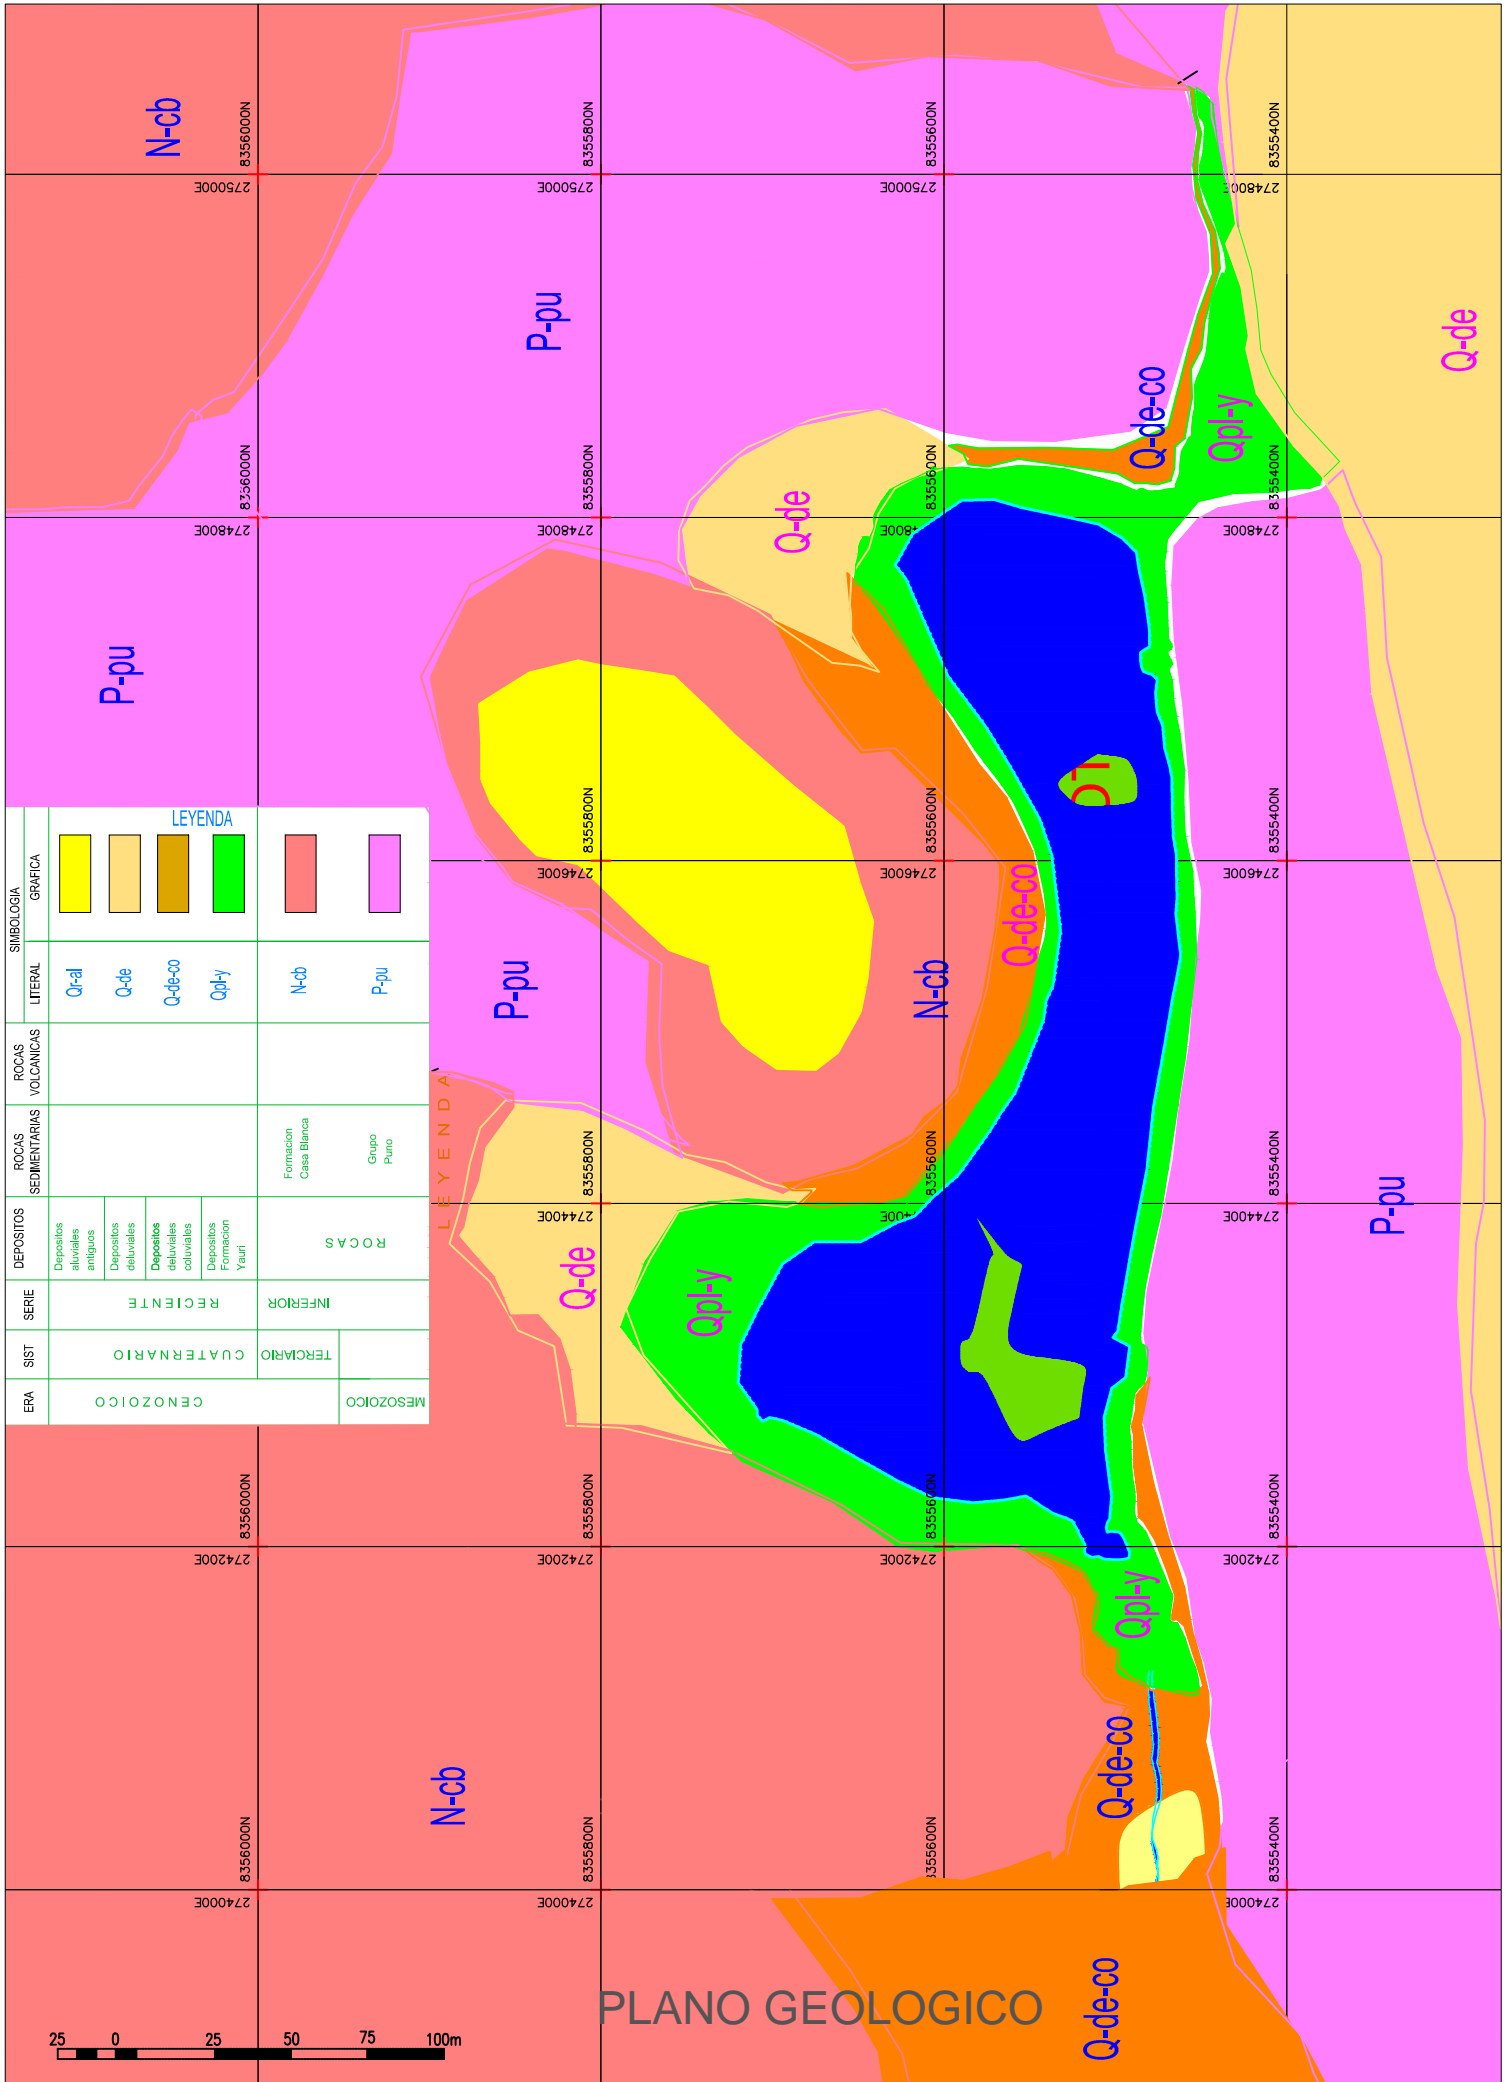 N-cb
8356000N
275000E
8355800N
275000E
8355600N
275000E
8355400N
274800E
P-pu
Q-de
Q-de-co
Qpl-y
8356000N
274800E
8355800N
274800E
8355600N
8355400N
274800E
Q-de
P-pu
LEYENDA
SIMBOLOGIA
GRAFICA
LITERAL
Qr-al
Q-de
Q-de-co
Qpl-y
N-cb
P-pu
ROCAS
VOLCANICAS
ROCAS
SEDIMENTARIAS
Formacion
Casa Blanca
Grupo
Puno
DEPOSITOS
Depositos
aluviales
antiguos
Depositos
deluviales
Depositos
deluviales
coluviales
Depositos
Formacion
Yauri
ROCAS
SERIE
RECIENTE
INFERIOR
SIST
CUATERNARIO
TERCIARIO
ERA
CENOZOICO
MESOZOICO
LEYENDA
8355800N
274600E
8355600N
274600E
8355400N
274600E
Q-de-co
N-cb
P-pu
8355800N
274400E
8355600N
8355400N
274400E
P-pu
Q-de
Qpl-y
8356000N
274200E
8355800N
274200E
8355600N
274200E
8355400N
274200E
Qpl-y
Q-de-co
N-cb
8356000N
274000E
8355800N
274000E
8355600N
274000E
8355400N
274000E
Q-de-co
PLANO GEOLOGICO
25 0 25 50 75 100m